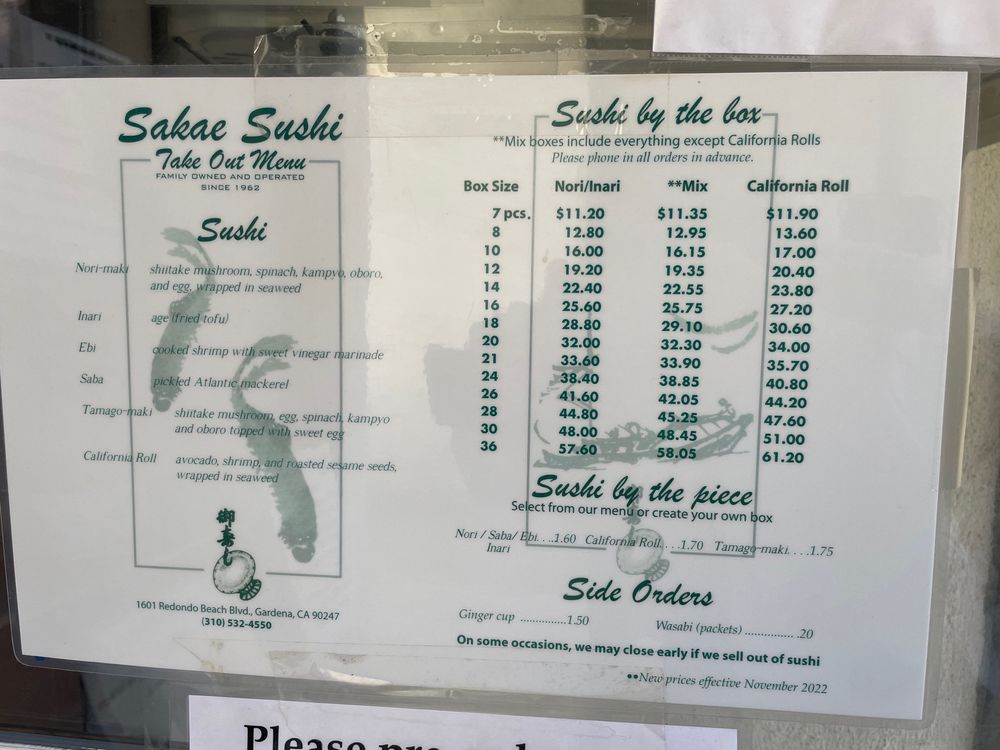 Sakae Sushi
Take Out Menu
FAMILY OWNED AND OPERATED
SINCE 1962
Sushi
Nori-maki shiitake mushroom, spinach, kampyo, oboro,
and egg, wrapped in seaweed
Inari age (fried tofu)
Ebi cooked shrimp with sweet vinegar marinade
Saba pickled Atlantic mackerel
Tamago-maki shiitake mushroom, egg, spinach, kampyo
and oboro topped with sweet egg
California Roll avocado, shrimp, and roasted sesame seeds,
wrapped in seaweed
御寿し
1601 Redondo Beach Blvd., Gardena, CA 90247
(310) 532-4550
Sushi by the box
**Mix boxes include everything except California Rolls
Please phone in all orders in advance.
Box Size Nori/Inari **Mix California Roll
7 pcs. $11.20 $11.35 $11.90
8 12.80 12.95 13.60
10 16.00 16.15 17.00
12 19.20 19.35 20.40
14 22.40 22.55 23.80
16 25.60 25.75 27.20
18 28.80 29.10 30.60
20 32.00 32.30 34.00
21 33.60 33.90 35.70
24 38.40 38.85 40.80
26 41.60 42.05 44.20
28 44.80 45.25 47.60
30 48.00 48.45 51.00
36 57.60 58.05 61.20
Sushi by the piece
Select from our menu or create your own box
Nori / Saba/ Ebi. . ..1.60 California Roll. . . .1.70 Tamago-maki. . . .1.75
Inari
Side Orders
Ginger cup ..............1.50 Wasabi (packets) ............... .20
On some occasions, we may close early if we sell out of sushi
••New prices effective November 2022
Please